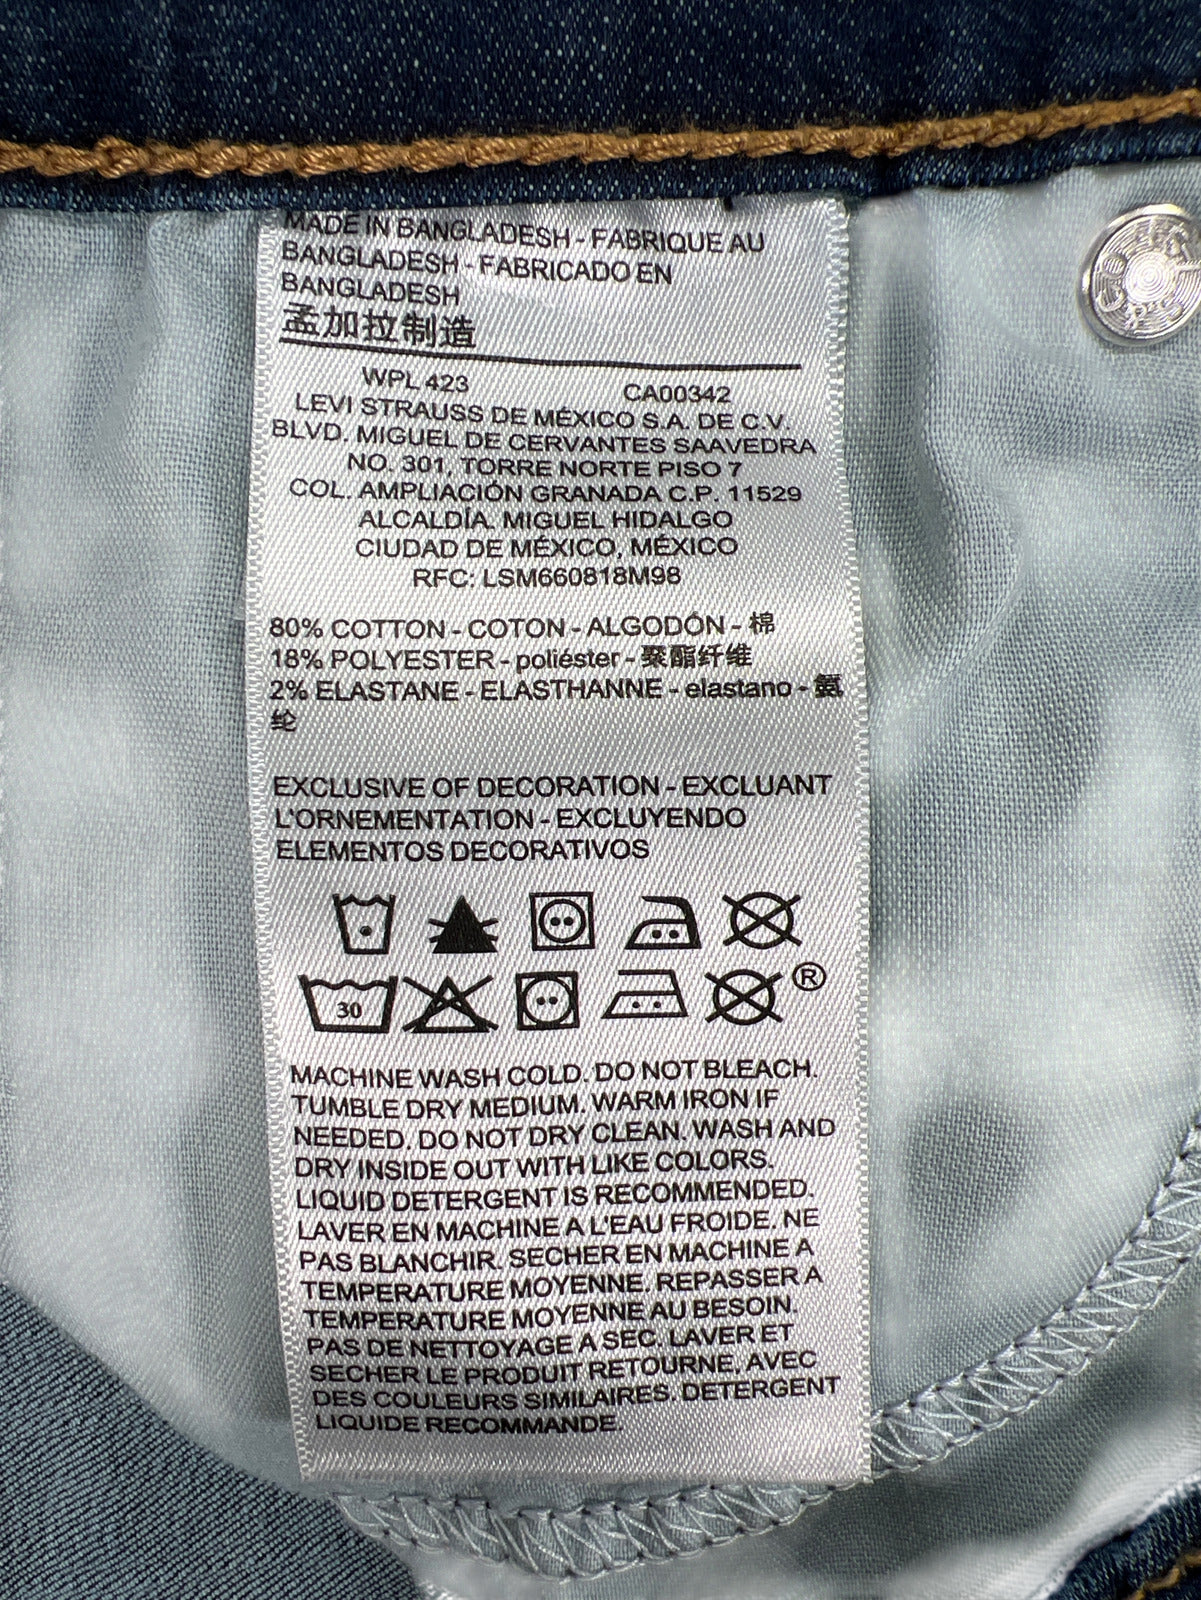 MADE IN BANGLADESH - FABRIQUE AU
BANGLADESH - FABRICADO EN
BANGLADESH
孟加拉制造
WPL 423 CA00342
LEVI STRAUSS DE MÉXICO S.A. DE C.V.
BLVD. MIGUEL DE CERVANTES SAAVEDRA
NO. 301, TORRE NORTE PISO 7
COL. AMPLIACIÓN GRANADA C.P. 11529
ALCALDÍA. MIGUEL HIDALGO
CIUDAD DE MÉXICO, MÉXICO
RFC: LSM660818M98
80% COTTON - COTON - ALGODÓN - 棉
18% POLYESTER - poliéster - 聚酯纤维
2% ELASTANE - ELASTHANNE - elastano - 氨
纶
EXCLUSIVE OF DECORATION - EXCLUANT
L'ORNEMENTATION - EXCLUYENDO
ELEMENTOS DECORATIVOS
30
®
MACHINE WASH COLD. DO NOT BLEACH.
TUMBLE DRY MEDIUM. WARM IRON IF
NEEDED. DO NOT DRY CLEAN. WASH AND
DRY INSIDE OUT WITH LIKE COLORS.
LIQUID DETERGENT IS RECOMMENDED.
LAVER EN MACHINE A L'EAU FROIDE. NE
PAS BLANCHIR. SECHER EN MACHINE A
TEMPERATURE MOYENNE. REPASSER A
TEMPERATURE MOYENNE AU BESOIN.
PAS DE NETTOYAGE A SEC. LAVER ET
SECHER LE PRODUIT RETOURNE, AVEC
DES COULEURS SIMILAIRES. DETERGENT
LIQUIDE RECOMMANDE.